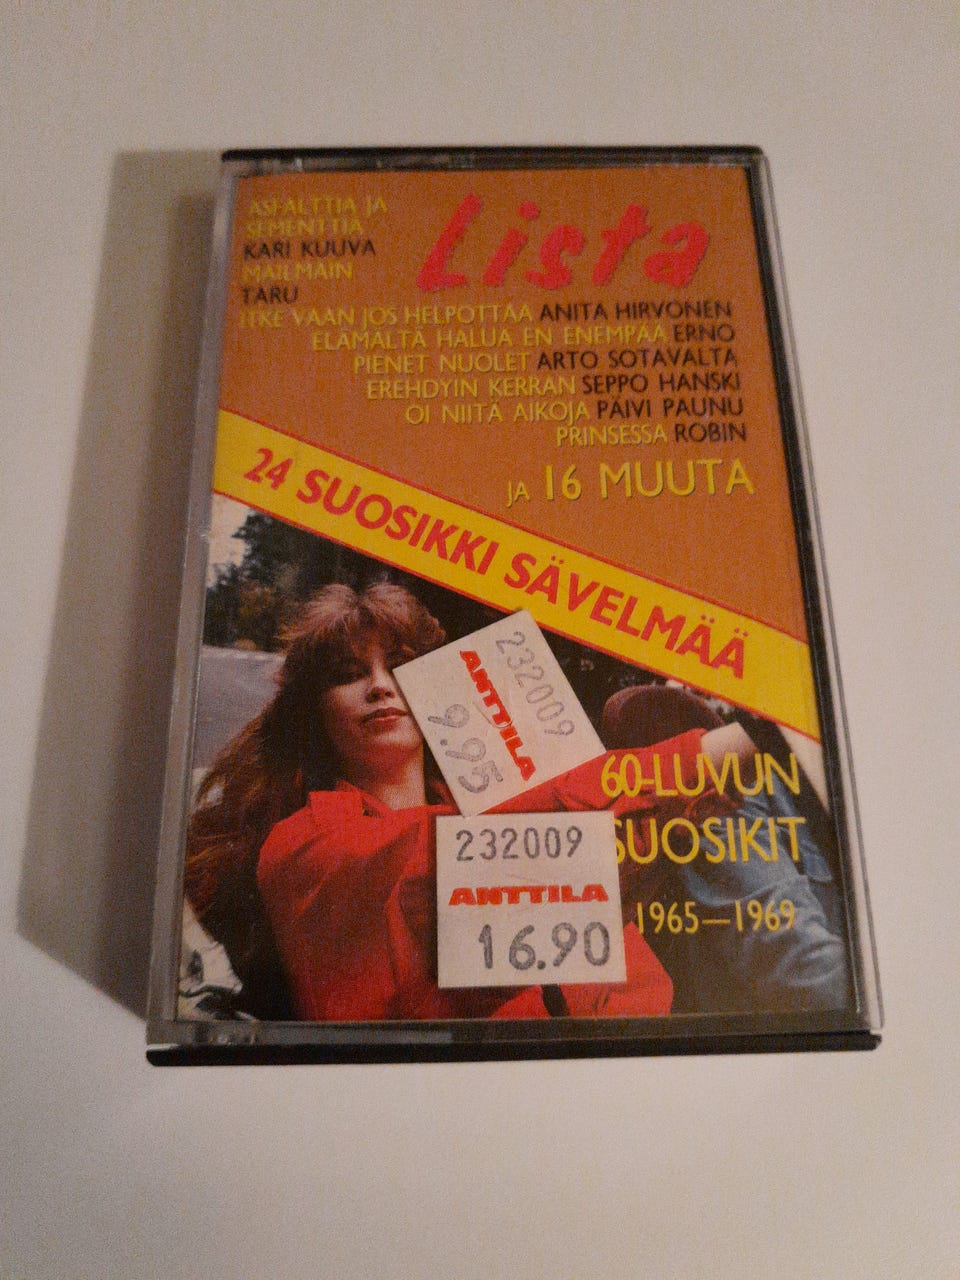 Lista
ASFALTTIA JA
SEMENTTIA
KARI KUUVA
MAILMAIN
TARU
ITKE VAAN JOS HELPOTTAA ANITA HIRVONEN
ELÄMÄLTÄ HALUA EN ENEMPÄÄ ERNO
PIENET NUOLET ARTO SOTAVALTA
EREHDYIN KERRAN SEPPO HANSKI
OI NIITÄ AIKOJA PÄIVI PAUNU
PRINSESSA ROBIN
JA 16 MUUTA
24 SUOSIKKI SÄVELMÄÄ
232009
ANTTILA
9.95
60-LUVUN
SUOSIKIT
1965—1969
232009
ANTTILA
16.90